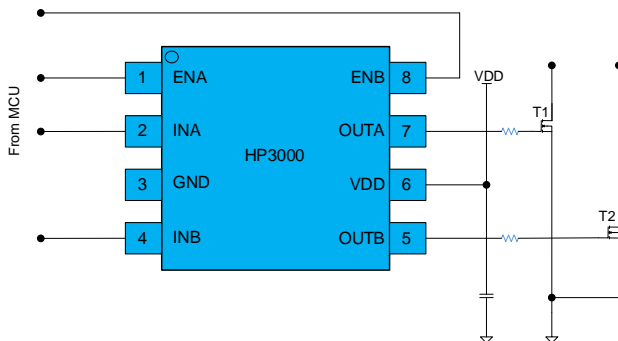 From MCU
1 ENA
2 INA
3 GND
4 INB
HP3000
ENB 8
OUTA 7
VDD 6
OUTB 5
VDD
T1
T2